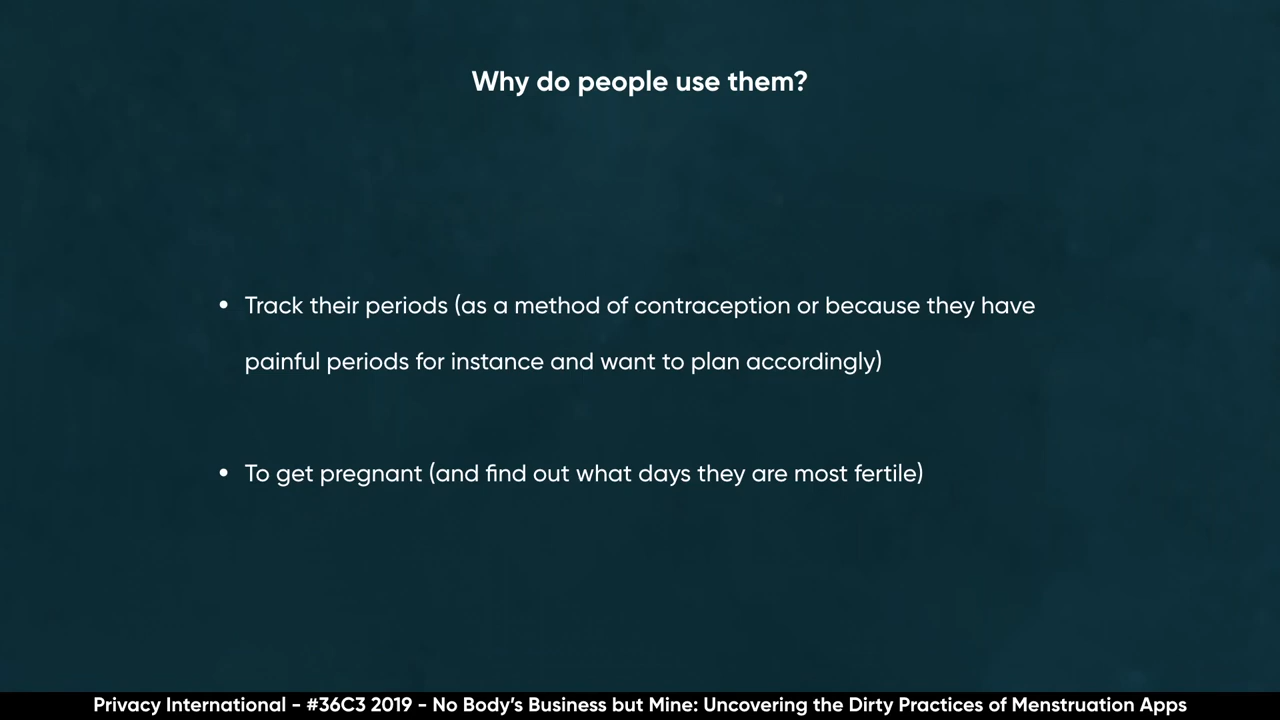 Why do people use them?
• Track their periods (as a method of contraception or because they have
painful periods for instance and want to plan accordingly)
• To get pregnant (and find out what days they are most fertile)
Privacy International - #36C3 2019 - No Body’s Business but Mine: Uncovering the Dirty Practices of Menstruation Apps